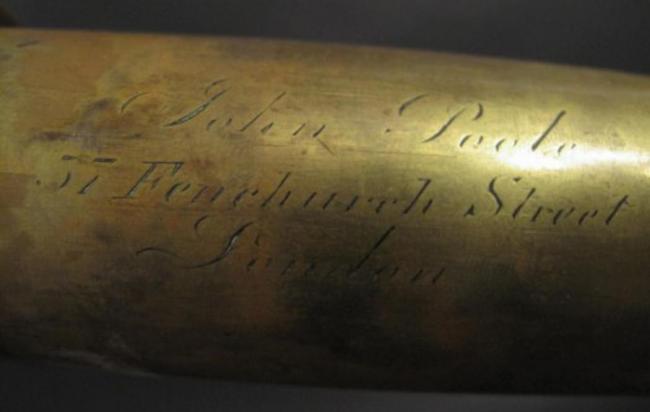 John Poole
57 Fenchurch Street
London